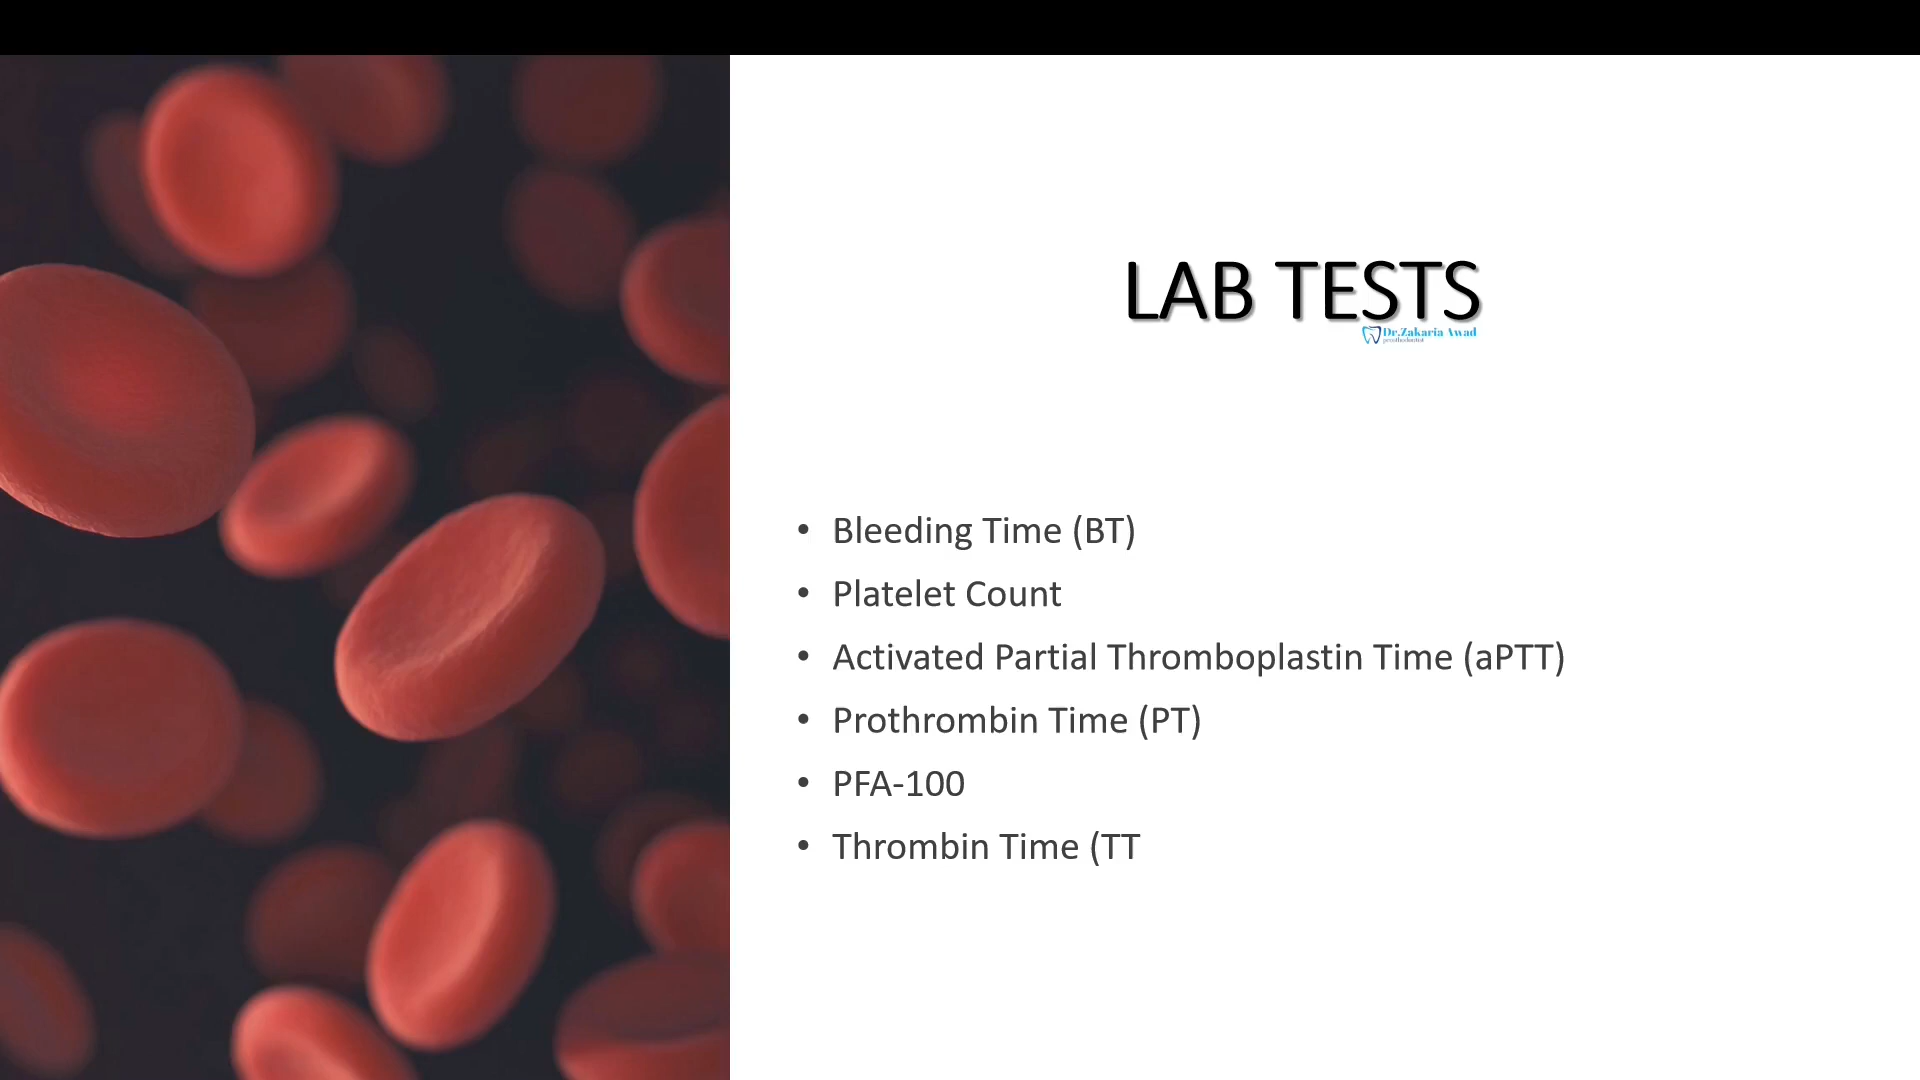 LAB TESTS
Dr.Zakaria Awad
prosthodontist
• Bleeding Time (BT)
• Platelet Count
• Activated Partial Thromboplastin Time (aPTT)
• Prothrombin Time (PT)
• PFA-100
• Thrombin Time (TT